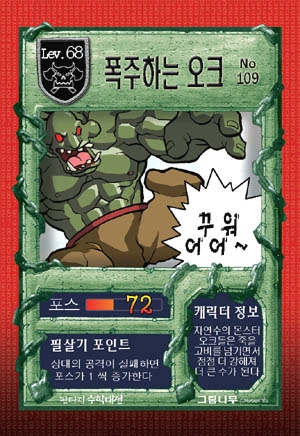 Lev.68
폭주하는 오크
No
109
꾸 워
어 어 ~
포스 72
필살기 포인트
상대의 공격이 실패하면
포스가 1 씩 증가한다
캐릭터 정보
자연수의 몬스터
오크들은 죽을
고비를 넘기면서
점점 더 강해져
더 큰 수가 된다
판타지 수학대전
그림나무